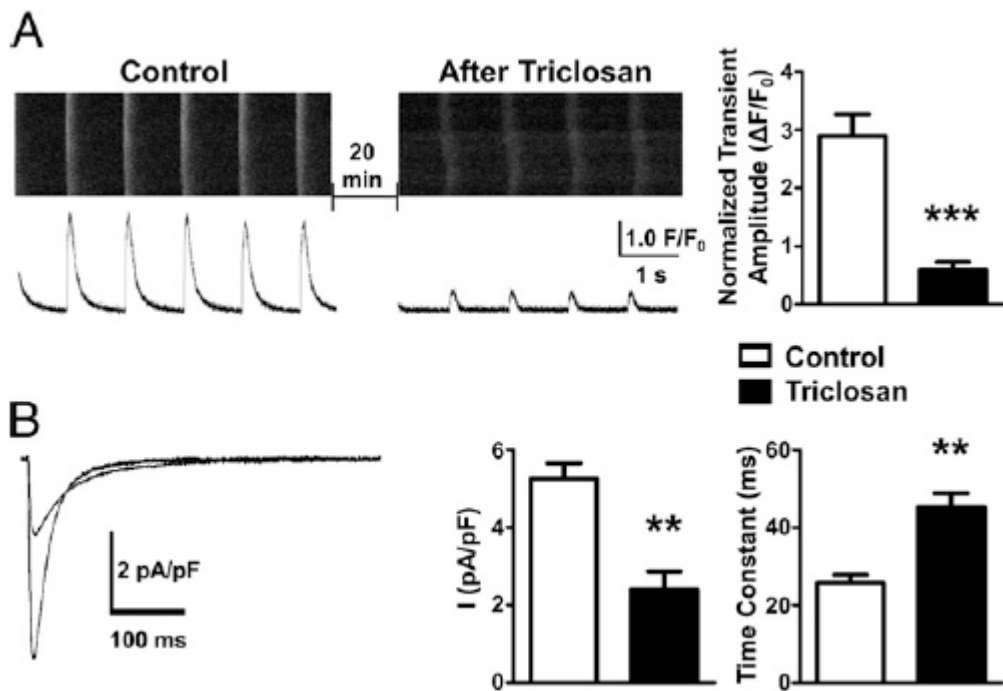 A
Control
After Triclosan
20
min
1.0 F/F₀
1 s
Normalized Transient
Amplitude (ΔF/F₀)
4
3
2
1
0
Control
Triclosan
***
B
2 pA/pF
100 ms
I (pA/pF)
6
4
2
0
**
Time Constant (ms)
60
40
20
0
**